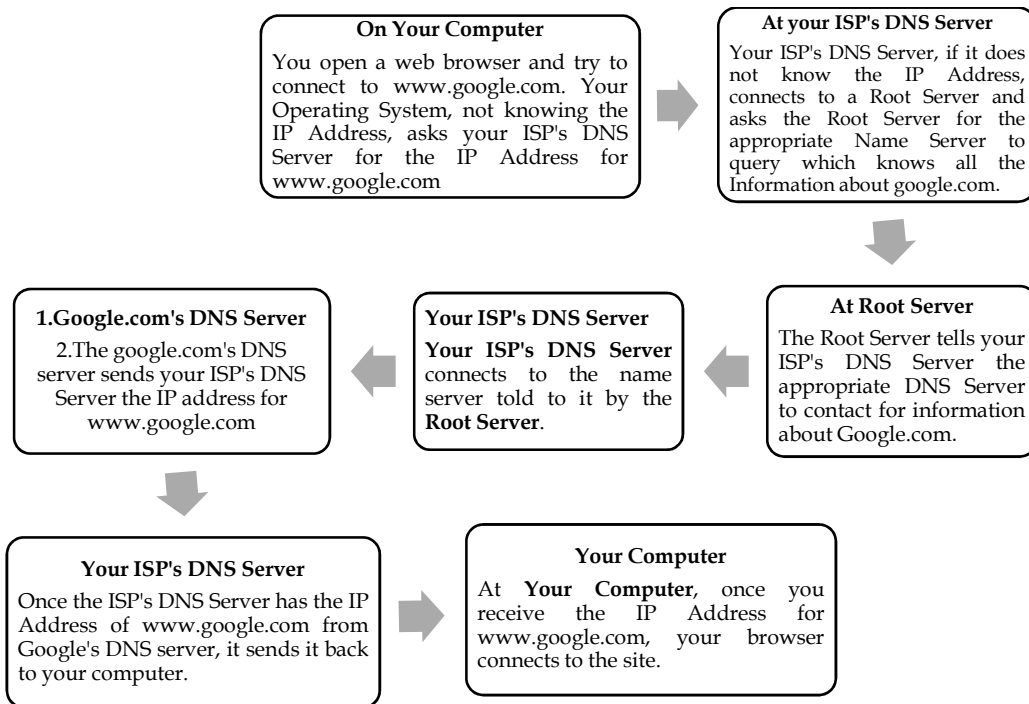 On Your Computer
You open a web browser and try to
connect to www.google.com. Your
Operating System, not knowing the
IP Address, asks your ISP's DNS
Server for the IP Address for
www.google.com
At your ISP's DNS Server
Your ISP's DNS Server, if it does
not know the IP Address,
connects to a Root Server and
asks the Root Server for the
appropriate Name Server to
query which knows all the
Information about google.com.
At Root Server
The Root Server tells your
ISP's DNS Server the
appropriate DNS Server
to contact for information
about Google.com.
Your ISP's DNS Server
Your ISP's DNS Server
connects to the name
server told to it by the
Root Server.
1.Google.com's DNS Server
2.The google.com's DNS
server sends your ISP's DNS
Server the IP address for
www.google.com
Your ISP's DNS Server
Once the ISP's DNS Server has the IP
Address of www.google.com from
Google's DNS server, it sends it back
to your computer.
Your Computer
At Your Computer, once you
receive the IP Address for
www.google.com, your browser
connects to the site.